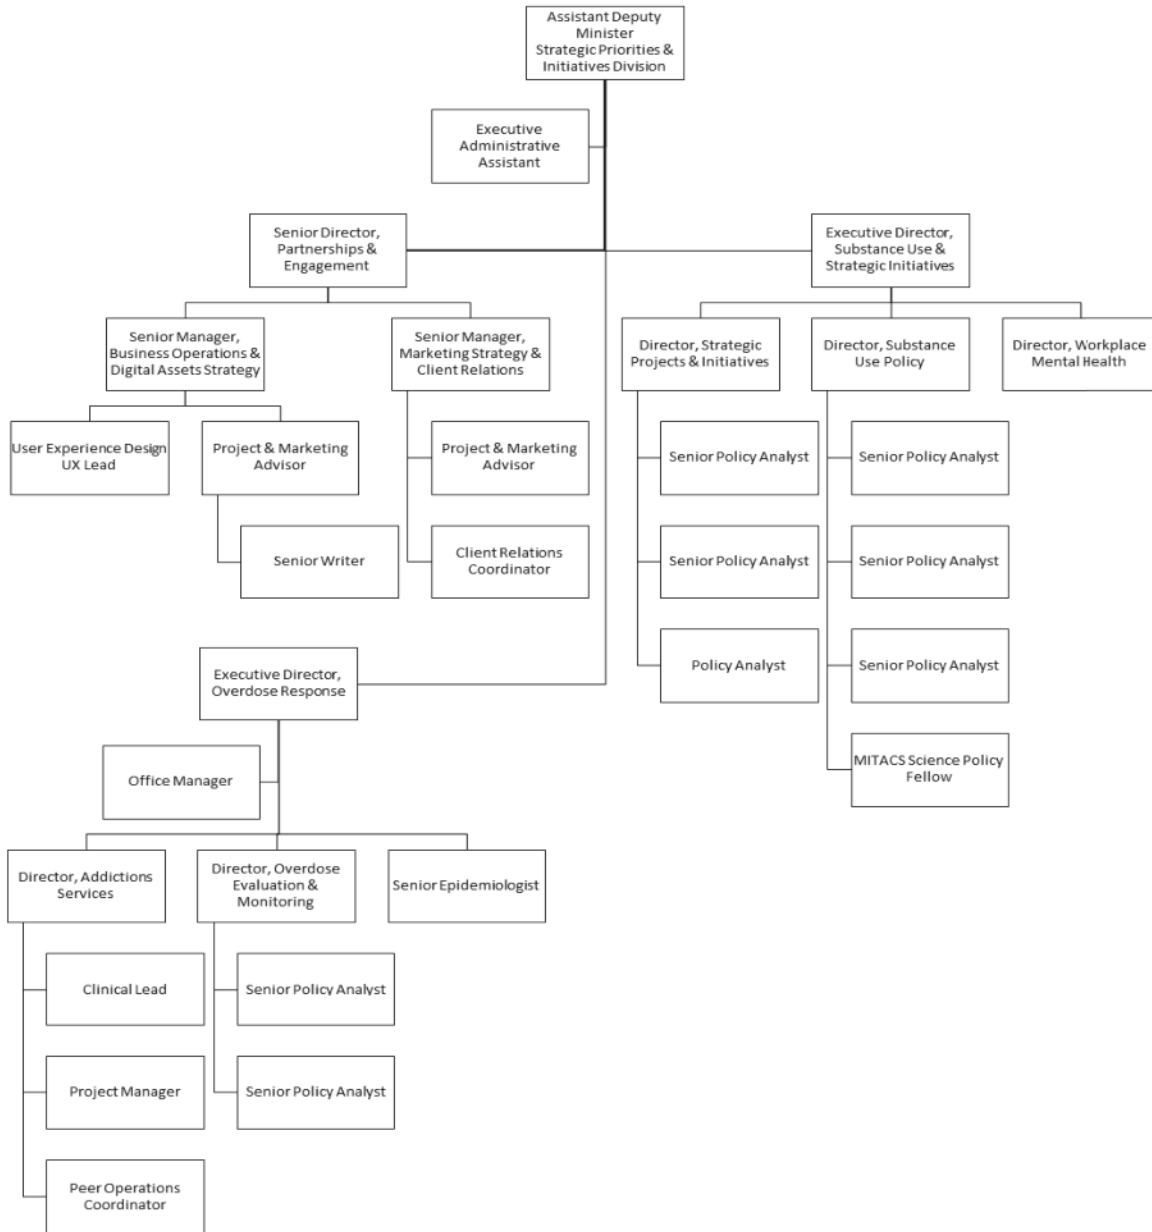 Assistant Deputy
Minister
Strategic Priorities &
Initiatives Division
Executive
Administrative
Assistant
Senior Director,
Partnerships &
Engagement
Executive Director,
Substance Use &
Strategic Initiatives
Senior Manager,
Business Operations &
Digital Assets Strategy
Senior Manager,
Marketing Strategy &
Client Relations
Director, Strategic
Projects & Initiatives
Director, Substance
Use Policy
Director, Workplace
Mental Health
User Experience Design
UX Lead
Project & Marketing
Advisor
Project & Marketing
Advisor
Senior Policy Analyst
Senior Policy Analyst
Senior Writer
Client Relations
Coordinator
Senior Policy Analyst
Senior Policy Analyst
Executive Director,
Overdose Response
Policy Analyst
Senior Policy Analyst
Office Manager
MITACS Science Policy
Fellow
Director, Addictions
Services
Director, Overdose
Evaluation &
Monitoring
Senior Epidemiologist
Clinical Lead
Senior Policy Analyst
Project Manager
Senior Policy Analyst
Peer Operations
Coordinator